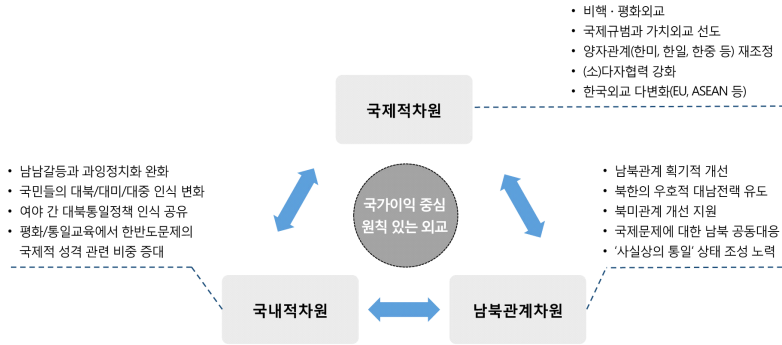 • 비핵 · 평화외교
• 국제규범과 가치외교 선도
• 양자관계(한미, 한일, 한중 등) 재조정
• (소)다자협력 강화
• 한국외교 다변화(EU, ASEAN 등)
국제적차원
• 남남갈등과 과잉정치화 완화
• 국민들의 대북/대미/대중 인식 변화
• 여야 간 대북통일정책 인식 공유
• 평화/통일교육에서 한반도문제의
국제적 성격 관련 비중 증대
국가이익 중심
원칙 있는 외교
• 남북관계 획기적 개선
• 북한의 우호적 대남전략 유도
• 북미관계 개선 지원
• 국제문제에 대한 남북 공동대응
• ‘사실상의 통일’ 상태 조성 노력
국내적차원
남북관계차원